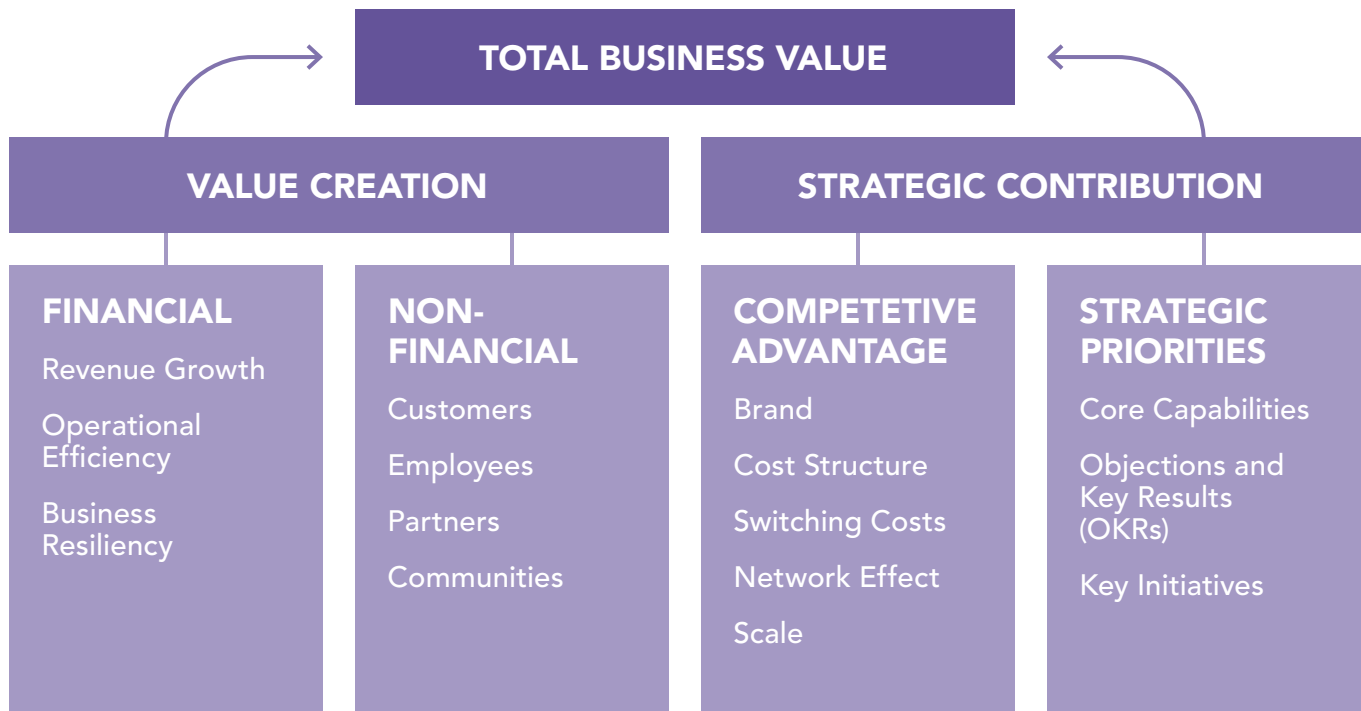 TOTAL BUSINESS VALUE
VALUE CREATION
STRATEGIC CONTRIBUTION
FINANCIAL
Revenue Growth
Operational
Efficiency
Business
Resiliency
NON-
FINANCIAL
Customers
Employees
Partners
Communities
COMPETETIVE
ADVANTAGE
Brand
Cost Structure
Switching Costs
Network Effect
Scale
STRATEGIC
PRIORITIES
Core Capabilities
Objections and
Key Results
(OKRs)
Key Initiatives